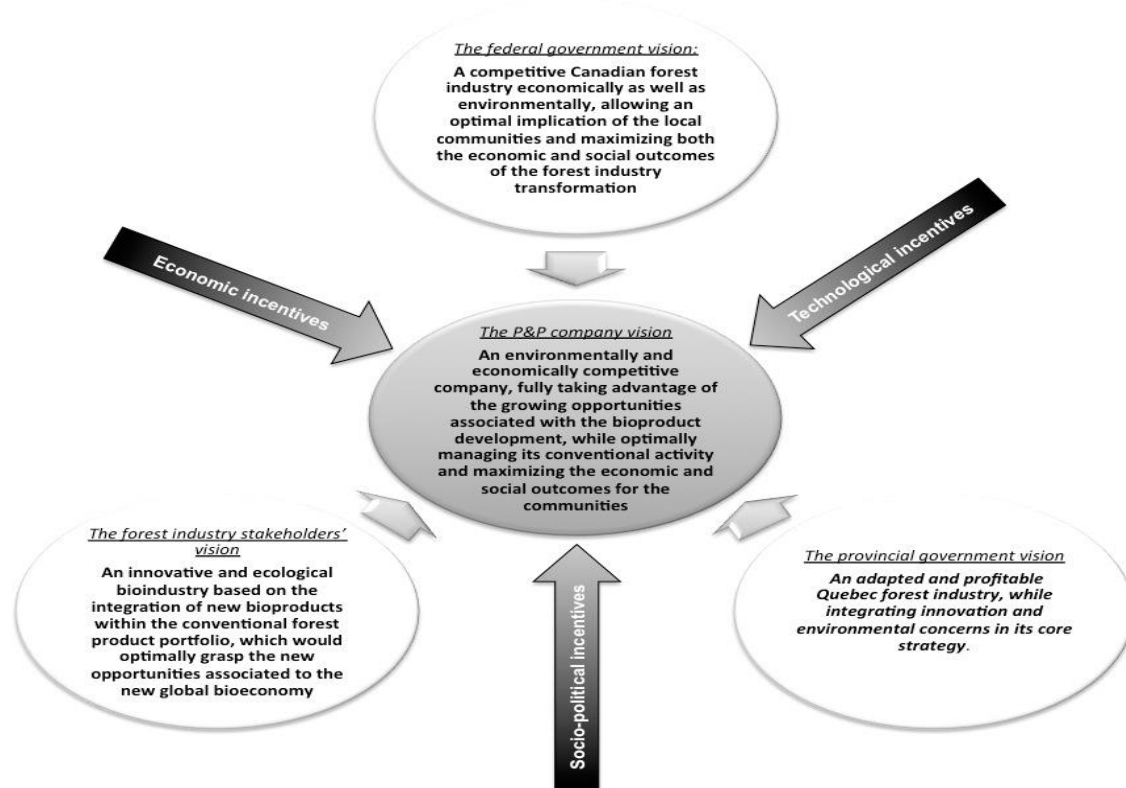 The federal government vision:
A competitive Canadian forest
industry economically as well as
environmentally, allowing an
optimal implication of the local
communities and maximizing both
the economic and social outcomes
of the forest industry
transformation
Economic incentives
Technological incentives
The P&P company vision
An environmentally and
economically competitive
company, fully taking advantage of
the growing opportunities
associated with the bioproduct
development, while optimally
managing its conventional activity
and maximizing the economic and
social outcomes for the
communities
The forest industry stakeholders'
vision
An innovative and ecological
bioindustry based on the
integration of new bioproducts
within the conventional forest
product portfolio, which would
optimally grasp the new
opportunities associated to the
new global bioeconomy
Socio-political incentives
The provincial government vision
An adapted and profitable
Quebec forest industry, while
integrating innovation and
environmental concerns in its core
strategy.